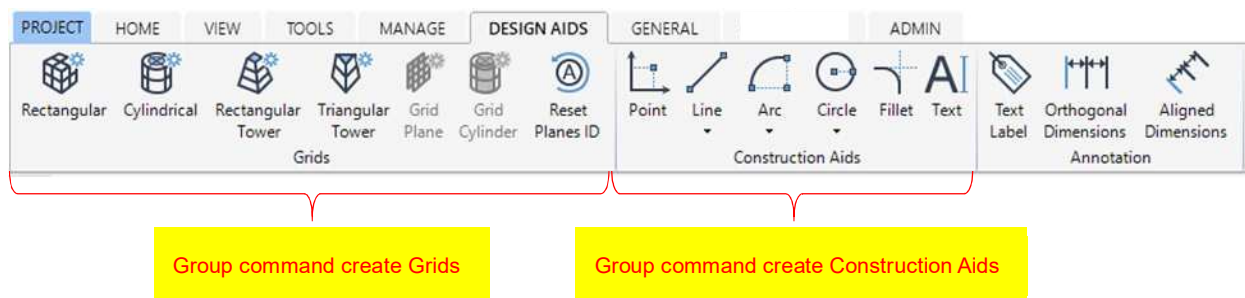 PROJECT HOME VIEW TOOLS MANAGE DESIGN AIDS GENERAL ADMIN
A A
Rectangular Cylindrical Rectangular Triangular Grid Grid Reset Point Line Arc Circle Fillet Text Text Orthogonal Aligned
Tower Tower Plane Cylinder Planes ID Label Dimensions Dimensions
Grids Construction Aids Annotation
Group command create Grids Group command create Construction Aids